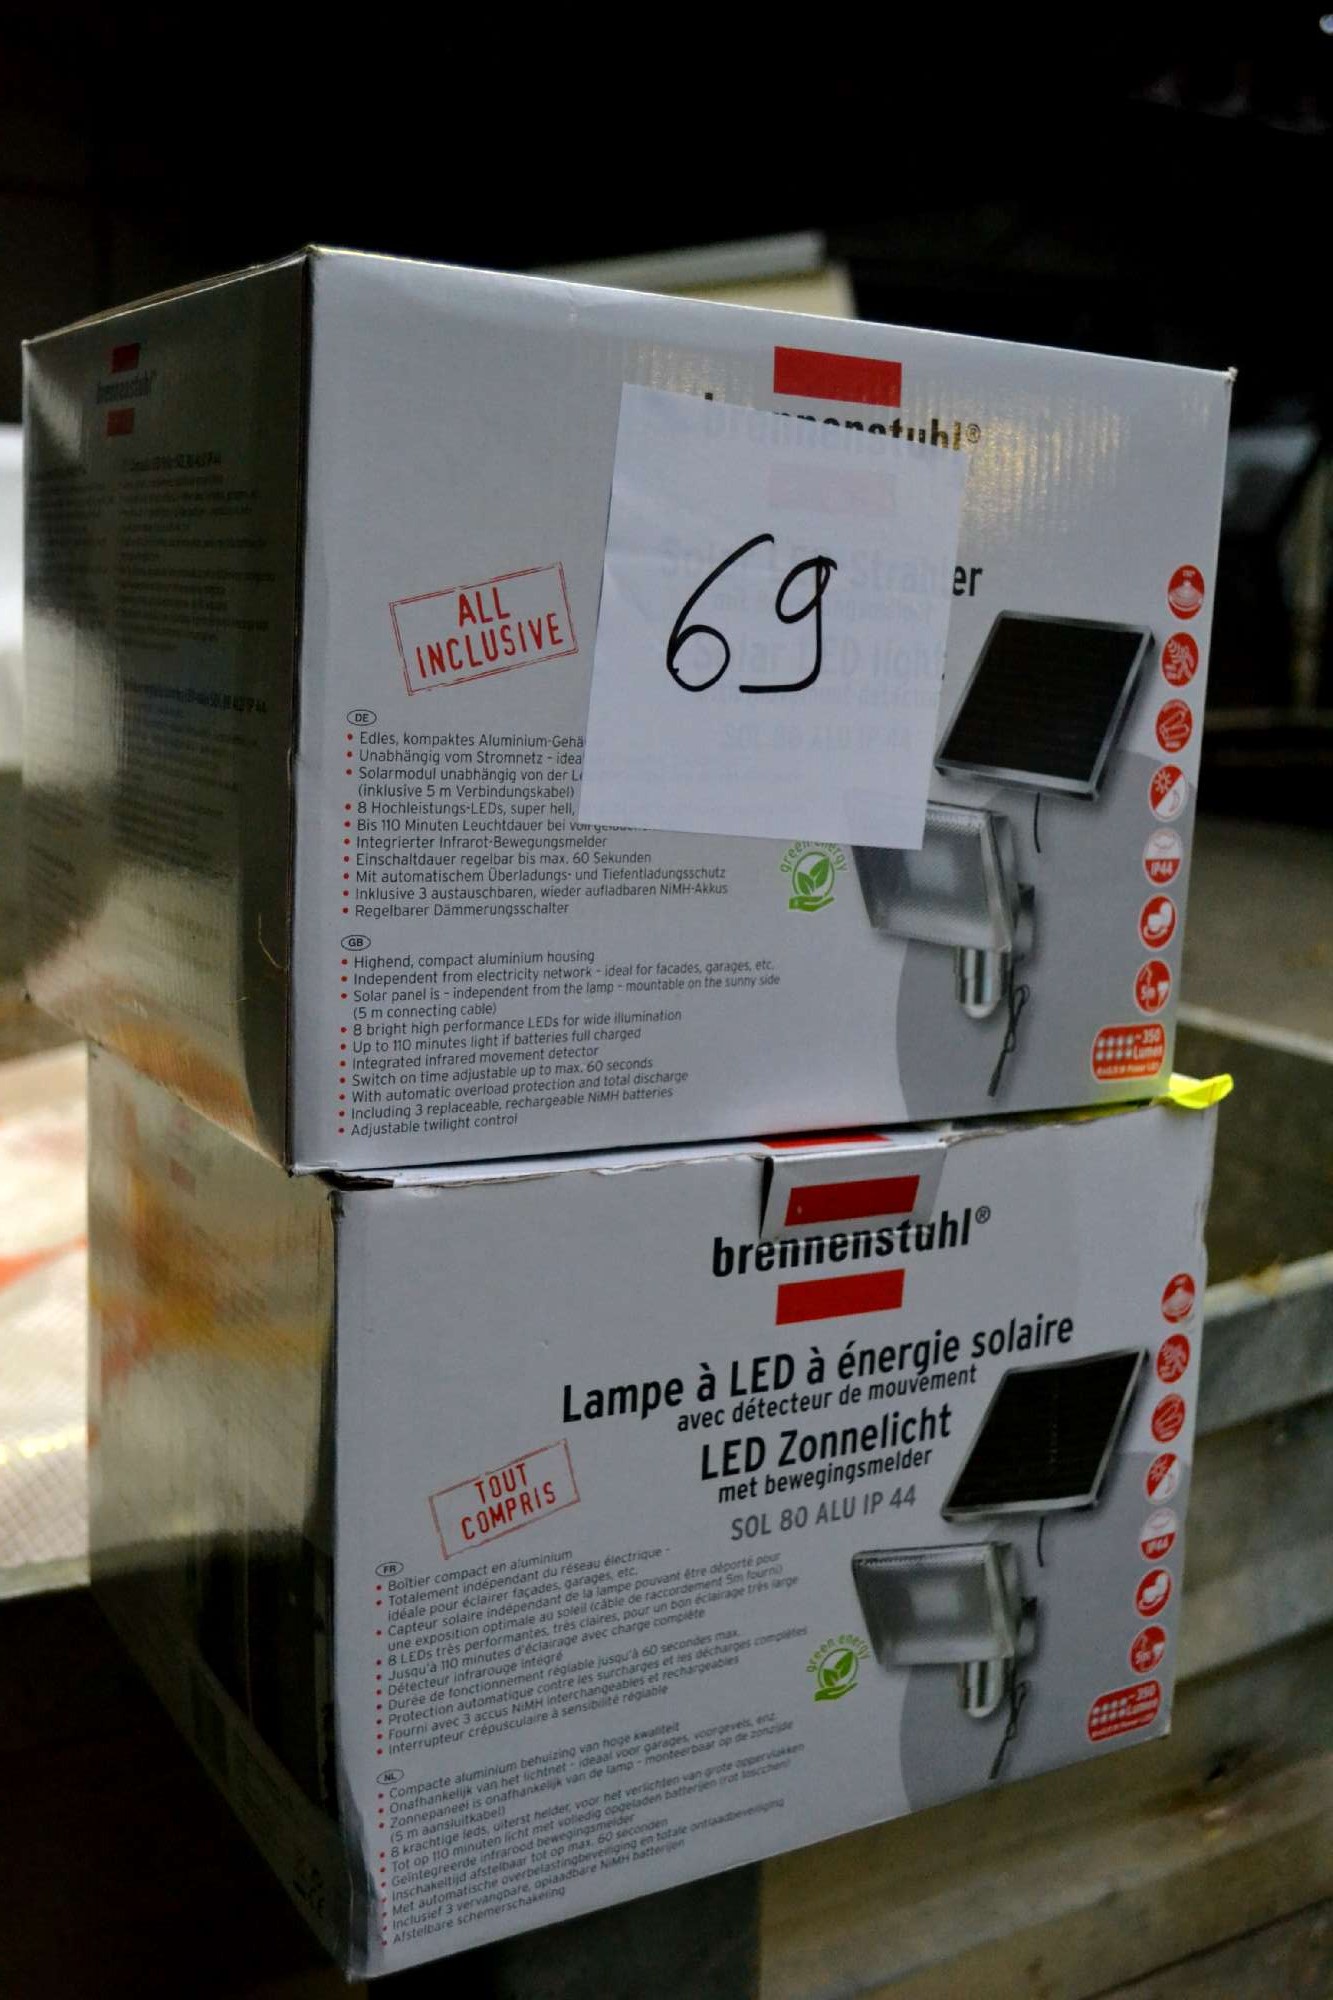 brennenstuhl
brennenstuhl®
69
er
ALL
INCLUSIVE
DE
• Edles, kompaktes Aluminium-Gehä
• Unabhängig vom Stromnetz - idea
• Solarmodul unabhängig von der Le
(inklusive 5 m Verbindungskabel)
• 8 Hochleistungs-LEDs, super hell,
• Bis 110 Minuten Leuchtdauer bei
• Integrierter Infrarot-Bewegungsmelder
• Einschaltdauer regelbar bis max. 60 Sekunden
• Mit automatischem Überladungs- und Tiefentladungsschutz
• Inklusive 3 austauschbaren, wieder aufladbaren NiMH-Akkus
• Regelbarer Dämmerungsschalter
green energy
GB
• Highend, compact aluminium housing
• Independent from electricity network - ideal for facades, garages, etc.
• Solar panel is - independent from the lamp - mountable on the sunny side
(5 m connecting cable)
• 8 bright high performance LEDs for wide illumination
• Up to 110 minutes light if batteries full charged
• Integrated infrared movement detector
• Switch on time adjustable up to max. 60 seconds
• With automatic overload protection and total discharge
• Including 3 replaceable, rechargeable NiMH batteries
• Adjustable twilight control
IP44
5m
~350
Lumen
brennenstuhl®
Lampe à LED à énergie solaire
avec détecteur de mouvement
LED Zonnelicht
met bewegingsmelder
SOL 80 ALU IP 44
TOUT
COMPRIS
FR
• Boîtier compact en aluminium
• Totalement indépendant du réseau électrique -
idéale pour éclairer façades, garages, etc.
• Capteur solaire indépendant de la lampe pouvant être déporté pour
une exposition optimale au soleil (câble de raccordement 5m fourni)
• 8 LEDs très performantes, très claires, pour un bon éclairage très large
• Jusqu'à 110 minutes d'éclairage avec charge complète
• Détecteur infrarouge intégré
• Durée de fonctionnement réglable jusqu'à 60 secondes max.
• Protection automatique contre les surcharges et les décharges complètes
• Fourni avec 3 accus NiMH interchangeables et rechargeables
• Interrupteur crépusculaire à sensibilité réglable
green energy
NL
• Compacte aluminium behuizing van hoge kwaliteit
• Onafhankelijk van het lichtnet - ideaal voor garages, voorgevels, enz.
• Zonnepaneel is onafhankelijk van de lamp - monteerbaar op de zonzijde
(5 m aansluitkabel)
• 8 krachtige leds, uiterst helder, voor het verlichten van grote oppervlakken
• Tot op 110 minuten licht met volledig opgeladen batterijen
• Geïntegreerde infrarood bewegingsmelder
• Inschakeltijd afstelbaar tot op max. 60 seconden
• Met automatische overbelastingbeveiliging en totale ontlaadbeveiliging
• Inclusief 3 vervangbare, oplaadbare NiMH batterijen
• Afstelbare schemerschakeling
IP44
5m
~350
Lumen